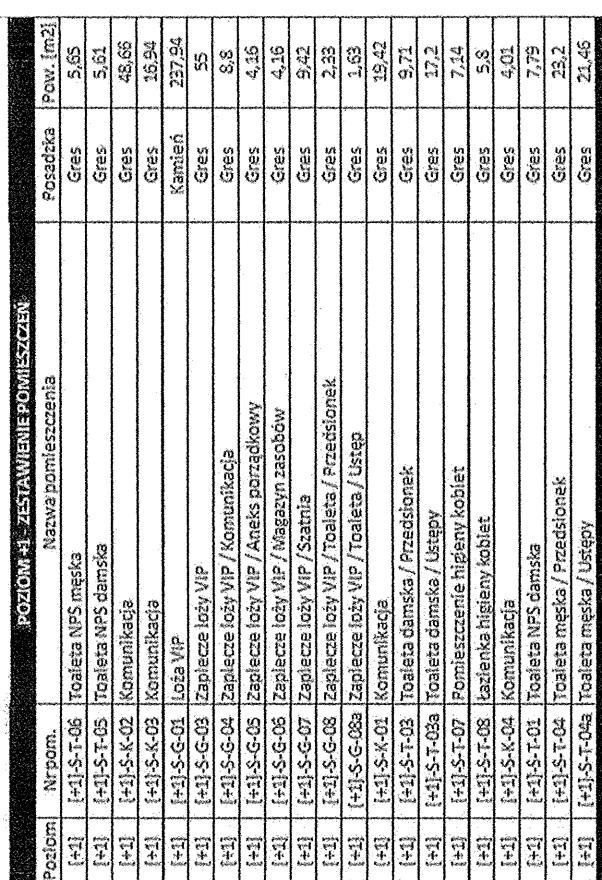 POZIOM +1 - ZESTAWIENIE POMIESZCZEŃ
Poziom Nr pom. Nazwa pomieszczenia Posadzka Pow. [m2]
[+1] [+1]-S-T-06 Toaleta NPS męska Gres 5,65
[+1] [+1]-S-T-05 Toaleta NPS damska Gres 5,61
[+1] [+1]-S-K-02 Komunikacja Gres 48,66
[+1] [+1]-S-K-03 Komunikacja Gres 16,94
[+1] [+1]-S-G-01 Loża VIP Kamień 237,94
[+1] [+1]-S-G-03 Zaplecze loży VIP Gres 55
[+1] [+1]-S-G-04 Zaplecze loży VIP / Komunikacja Gres 8,8
[+1] [+1]-S-G-05 Zaplecze loży VIP / Aneks porządkowy Gres 4,16
[+1] [+1]-S-G-06 Zaplecze loży VIP / Magazyn zasobów Gres 4,16
[+1] [+1]-S-G-07 Zaplecze loży VIP /Szatnia Gres 9,42
[+1] [+1]-S-G-08 Zaplecze loży VIP / Toaleta / Przedsionek Gres 2,33
[+1] [+1]-S-G-08a Zaplecze loży VIP / Toaleta / Ustęp Gres 1,63
[+1] [+1]-S-K-01 Komunikacja Gres 19,42
[+1] [+1]-S-T-03 Toaleta damska / Przedsionek Gres 9,71
[+1] [+1]-S-T-03a Toaleta damska / Ustępy Gres 17,2
[+1] [+1]-S-T-07 Pomieszczenie higieny kobiet Gres 7,14
[+1] [+1]-S-T-08 Łazienka higieny kobiet Gres 5,8
[+1] [+1]-S-K-04 Komunikacja Gres 4,01
[+1] [+1]-S-T-01 Toaleta NPS damska Gres 7,79
[+1] [+1]-S-T-04 Toaleta męska / Przedsionek Gres 23,2
[+1] [+1]-S-T-04a Toaleta męska / Ustępy Gres 21,46